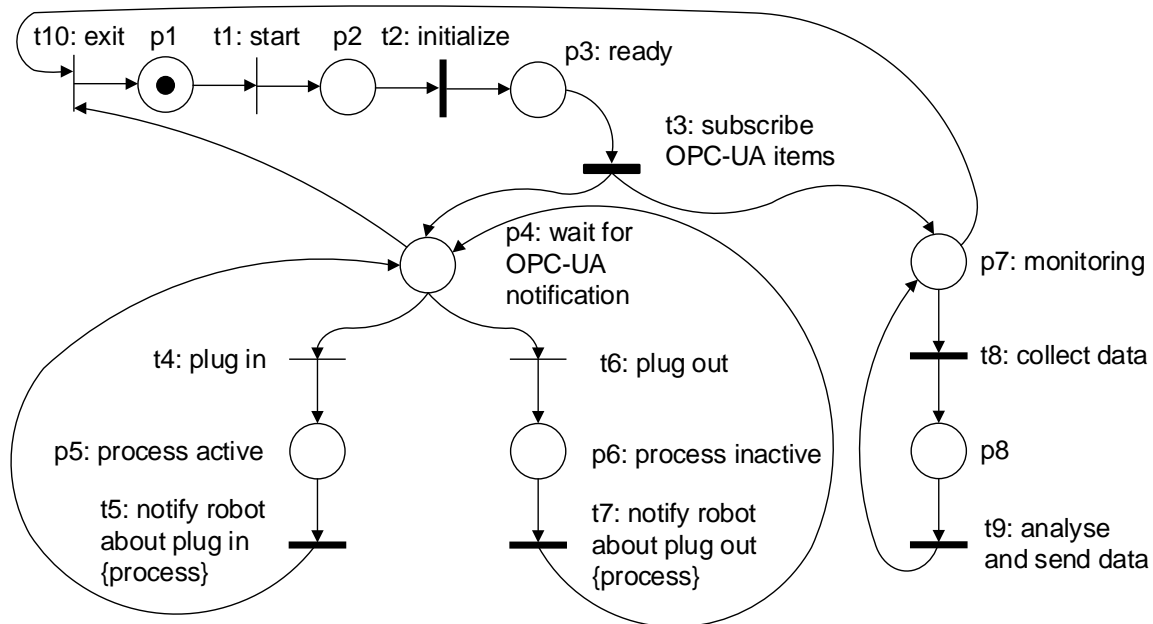 t10: exit
p1
t1: start
p2
t2: initialize
p3: ready
t3: subscribe
OPC-UA items
p4: wait for
OPC-UA
notification
p7: monitoring
t4: plug in
t6: plug out
t8: collect data
p5: process active
p6: process inactive
p8
t5: notify robot
about plug in
{process}
t7: notify robot
about plug out
{process}
t9: analyse
and send data